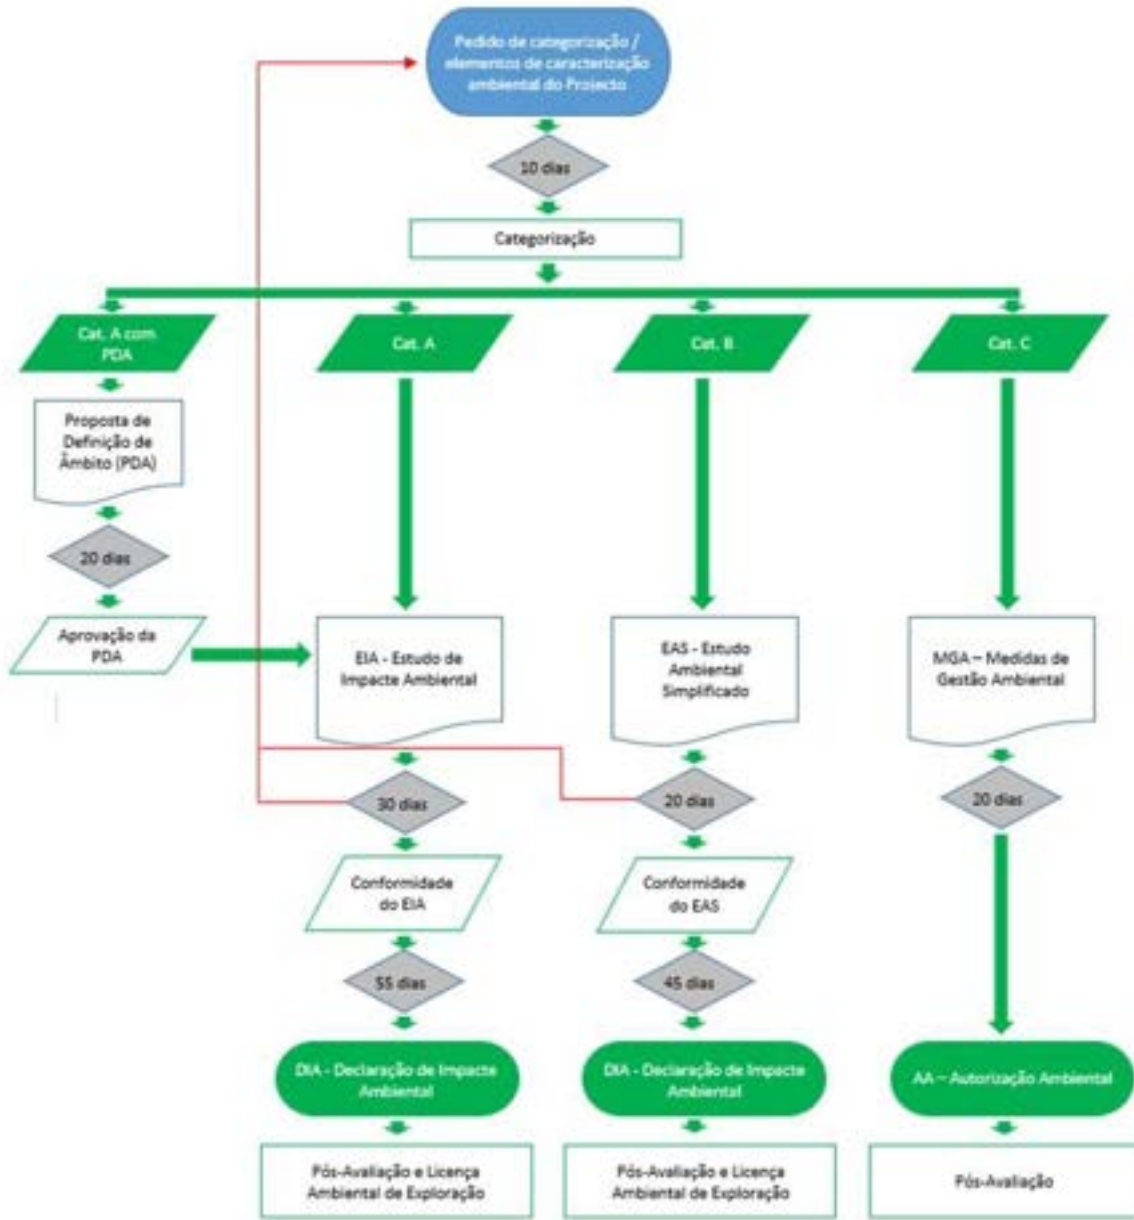 Pedido de categorização /
elementos de caracterização
ambiental do Projecto
10 dias
Categorização
Cat. A com
PDA
Cat. A
Cat. B
Cat. C
Proposta de
Definição de
Âmbito (PDA)
20 dias
Aprovação da
PDA
EIA - Estudo de
Impacte Ambiental
EAS - Estudo
Ambiental
Simplificado
MGA – Medidas de
Gestão Ambiental
30 dias
20 dias
20 dias
Conformidade
do EIA
Conformidade
do EAS
55 dias
45 dias
DIA - Declaração de Impacte
Ambiental
DIA - Declaração de Impacte
Ambiental
AA – Autorização Ambiental
Pós-Avaliação e Licença
Ambiental de Exploração
Pós-Avaliação e Licença
Ambiental de Exploração
Pós-Avaliação